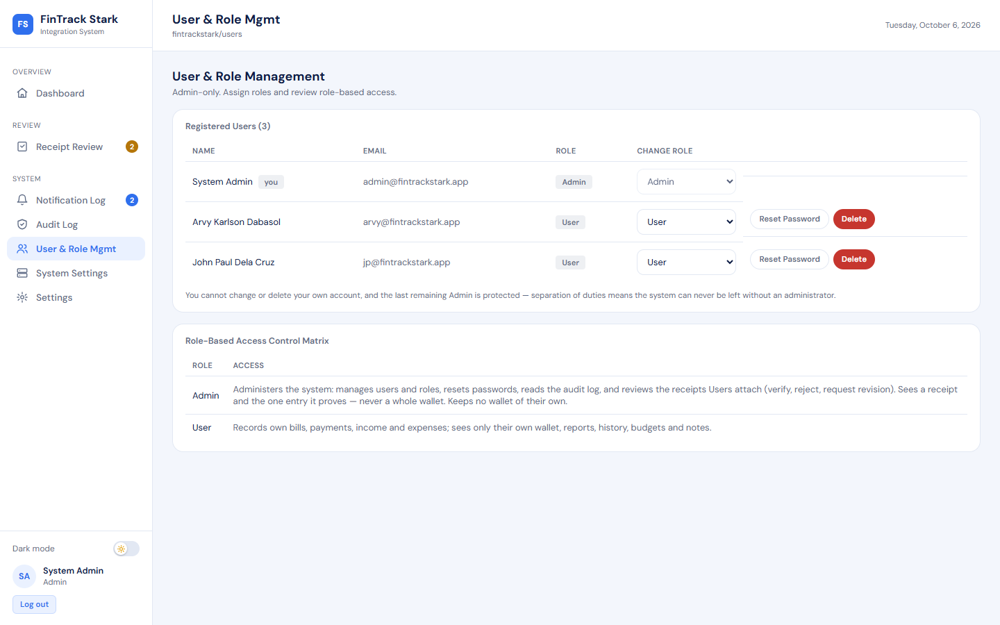 FS
FinTrack Stark
Integration System
OVERVIEW
Dashboard
REVIEW
Receipt Review 2
SYSTEM
Notification Log 2
Audit Log
User & Role Mgmt
System Settings
Settings
Dark mode
SA
System Admin
Admin
Log out
User & Role Mgmt
fintrackstark/users
Tuesday, October 6, 2026
User & Role Management
Admin-only. Assign roles and review role-based access.
Registered Users (3)
NAME EMAIL ROLE CHANGE ROLE
System Admin you admin@fintrackstark.app Admin Admin
Arvy Karlson Dabasol arvy@fintrackstark.app User User Reset Password Delete
John Paul Dela Cruz jp@fintrackstark.app User User Reset Password Delete
You cannot change or delete your own account, and the last remaining Admin is protected — separation of duties means the system can never be left without an administrator.
Role-Based Access Control Matrix
ROLE ACCESS
Admin Administers the system: manages users and roles, resets passwords, reads the audit log, and reviews the receipts Users attach (verify, reject, request revision). Sees a receipt
and the one entry it proves — never a whole wallet. Keeps no wallet of their own.
User Records own bills, payments, income and expenses; sees only their own wallet, reports, history, budgets and notes.